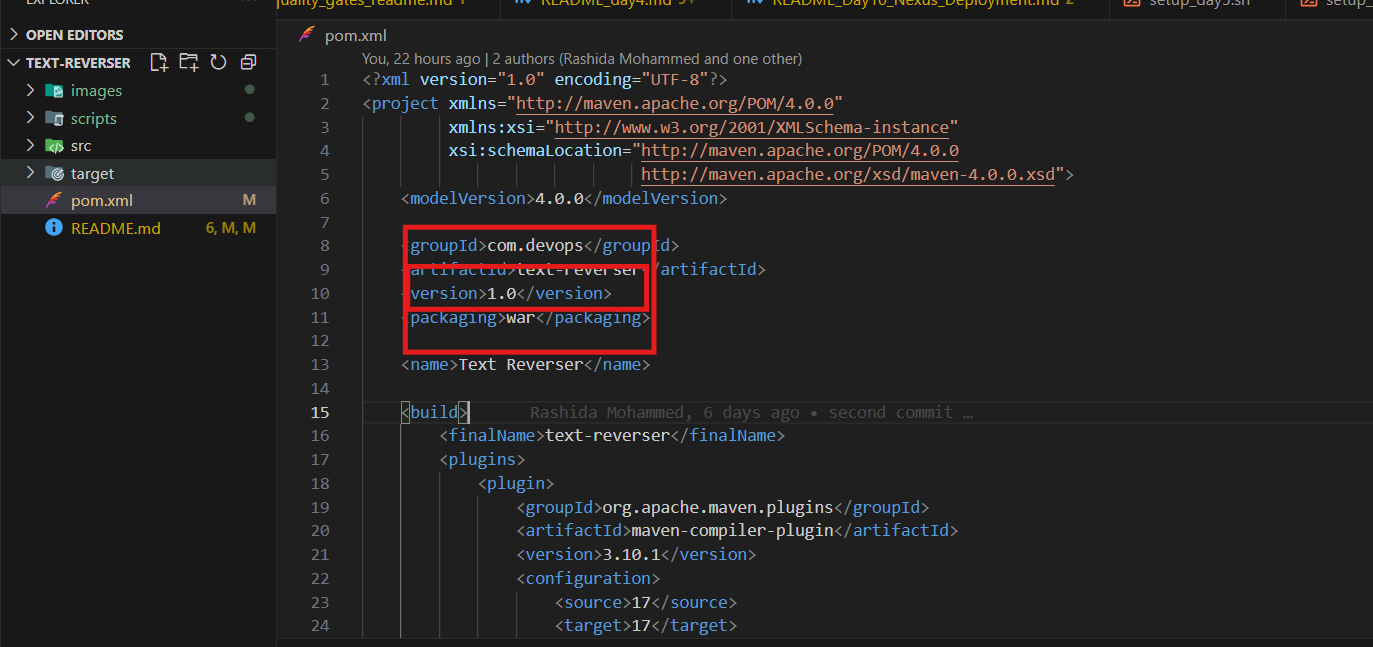 EXPLORER
uality_gates_readme.md 1
README_day4.md 9+
README_Day10_Nexus_Deployment.md 2
setup_day5.sh
setup_
OPEN EDITORS
TEXT-REVERSER
images
scripts
src
target
pom.xml M
README.md 6, M, M
pom.xml
You, 22 hours ago | 2 authors (Rashida Mohammed and one other)
1 <?xml version="1.0" encoding="UTF-8"?>
2 <project xmlns="http://maven.apache.org/POM/4.0.0"
3 xmlns:xsi="http://www.w3.org/2001/XMLSchema-instance"
4 xsi:schemaLocation="http://maven.apache.org/POM/4.0.0
5 http://maven.apache.org/xsd/maven-4.0.0.xsd">
6 <modelVersion>4.0.0</modelVersion>
7
8 <groupId>com.devops</groupId>
9 <artifactId>text-reverser</artifactId>
10 <version>1.0</version>
11 <packaging>war</packaging>
12
13 <name>Text Reverser</name>
14
15 <build> Rashida Mohammed, 6 days ago • second commit …
16 <finalName>text-reverser</finalName>
17 <plugins>
18 <plugin>
19 <groupId>org.apache.maven.plugins</groupId>
20 <artifactId>maven-compiler-plugin</artifactId>
21 <version>3.10.1</version>
22 <configuration>
23 <source>17</source>
24 <target>17</target>